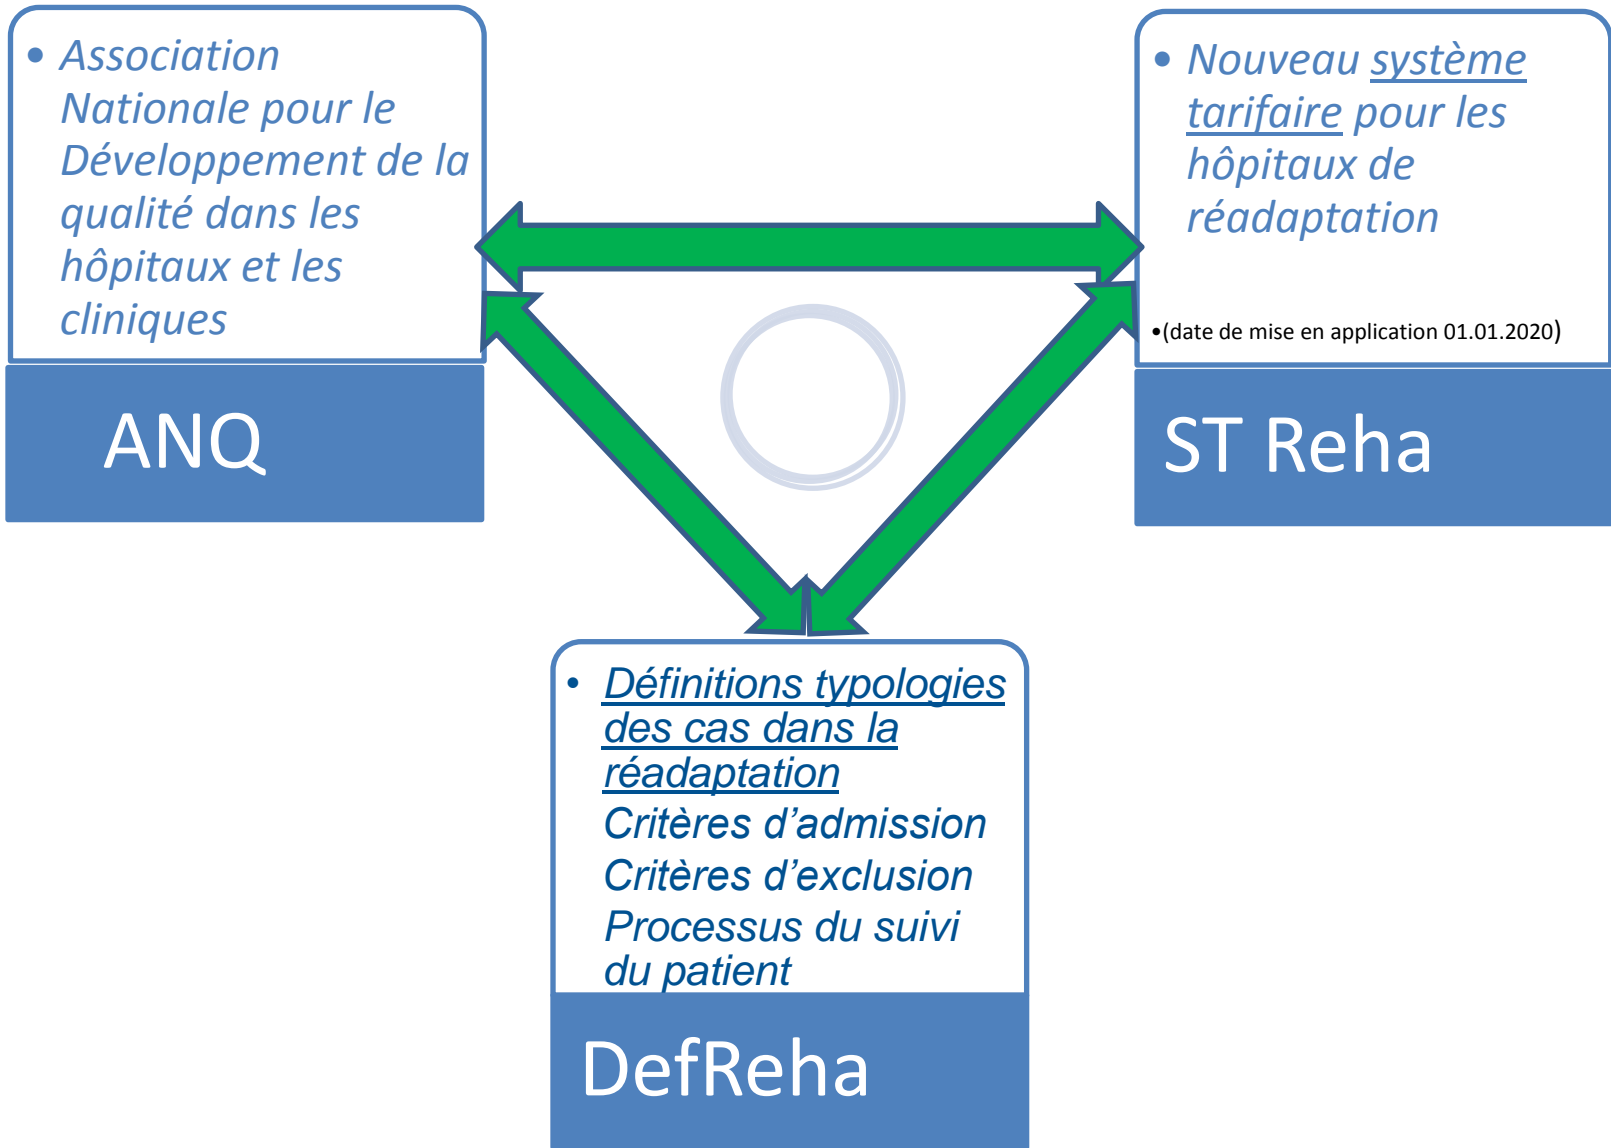 • Association
Nationale pour le
Développement de la
qualité dans les
hôpitaux et les
cliniques
ANQ
• Nouveau système
tarifaire pour les
hôpitaux de
réadaptation
•(date de mise en application 01.01.2020)
ST Reha
• Définitions typologies
des cas dans la
réadaptation
Critères d’admission
Critères d’exclusion
Processus du suivi
du patient
DefReha